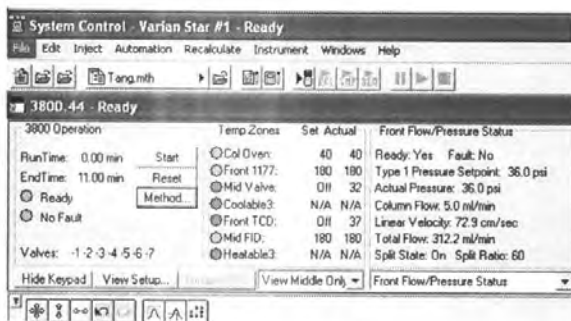 System Control - Varian Star #1 - Ready
File Edit Inject Automation Recalculate Instrument Windows Help
Tang.mth
3800.44 - Ready
3800 Operation
RunTime: 0.00 min Start
EndTime: 11.00 min Reset
Ready Method...
No Fault
Valves: -1-2-3-4-5-6-7
Temp Zones Set Actual
Col Oven: 40 40
Front 1177: 180 180
Mid Valve: Off 32
Coolable3: N/A N/A
Front TCD: Off 37
Mid FID: 180 180
Heatable3: N/A N/A
Front Flow/Pressure Status
Ready: Yes Fault: No
Type 1 Pressure Setpoint: 36.0 psi
Actual Pressure: 36.0 psi
Column Flow: 5.0 ml/min
Linear Velocity: 72.9 cm/sec
Total Flow: 312.2 ml/min
Split State: On Split Ratio: 60
Hide Keypad View Setup... View Middle Only Front Flow/Pressure Status